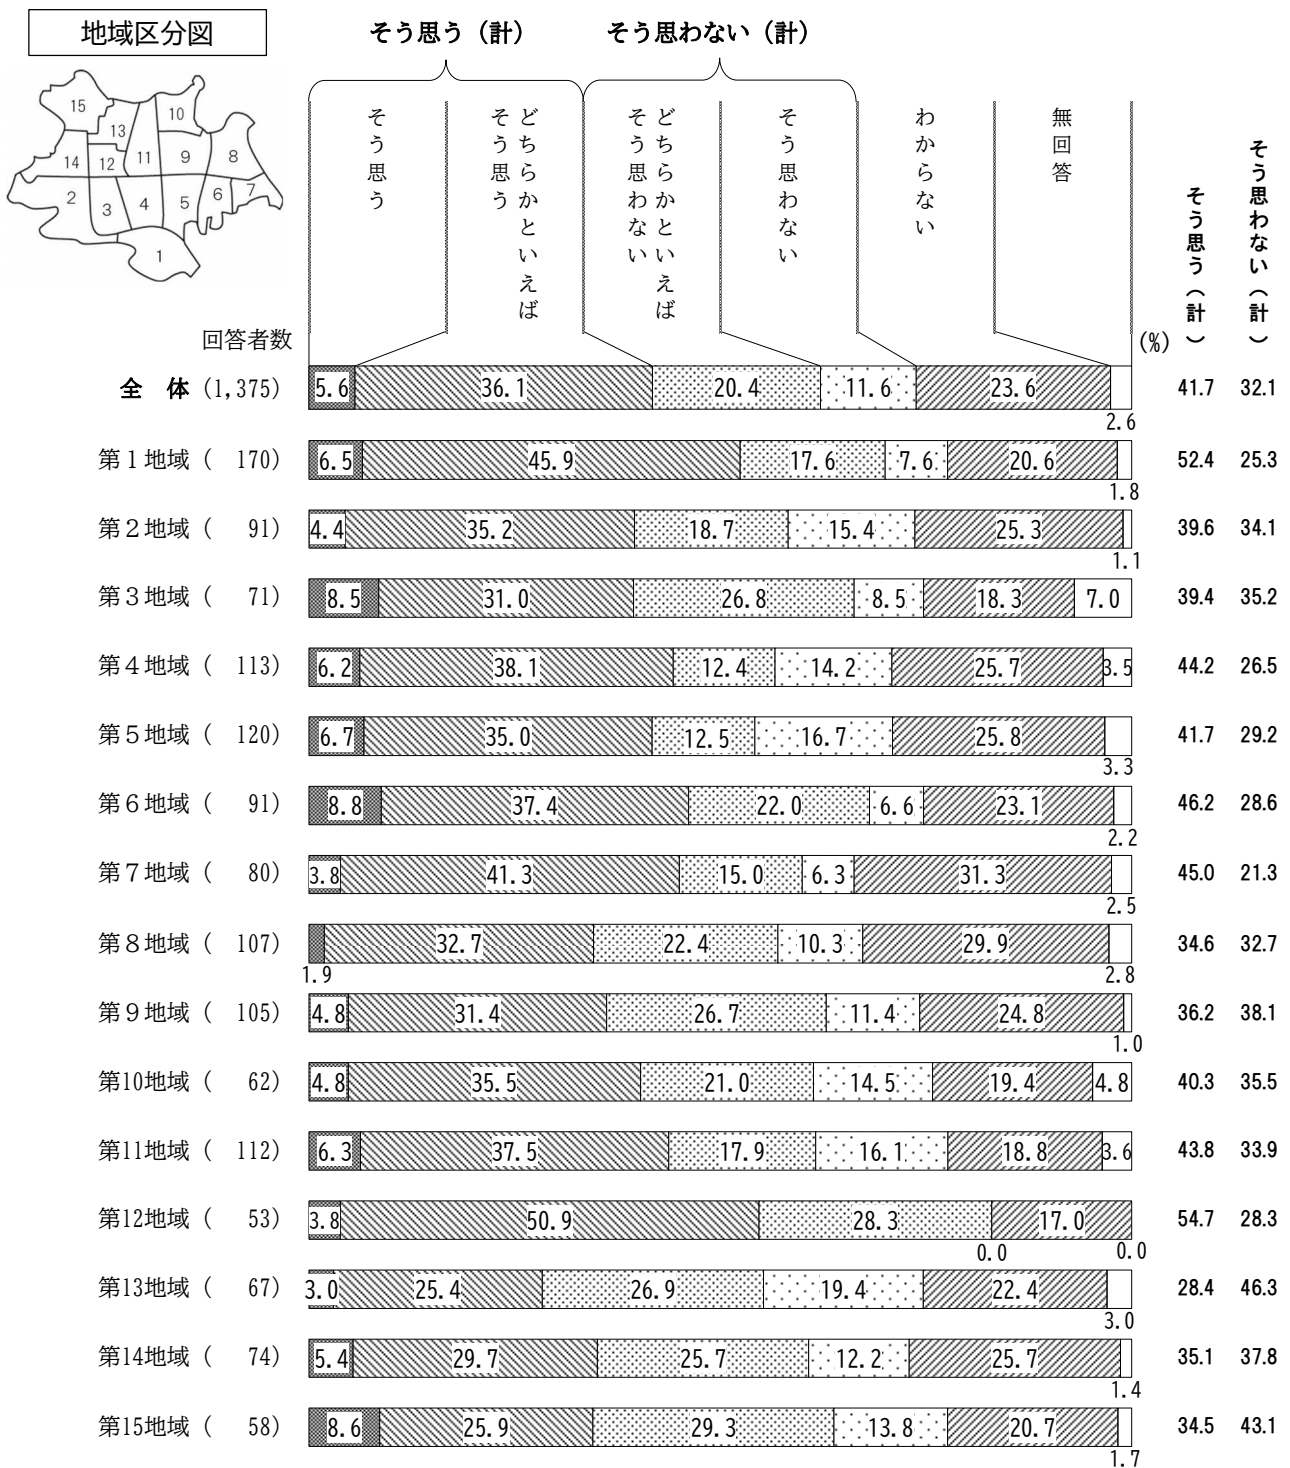 地域区分図
そう思う（計）
そう思わない（計）
15
10
13
14
12
11
9
8
2
3
4
5
6
7
1
そう思う
どちらかといえば
そう思う
どちらかといえば
そう思わない
そう思わない
わからない
無回答
そう思う（計）
そう思わない（計）
回答者数
(%)
全　体 (1,375) 5.6 36.1 20.4 11.6 23.6 2.6 41.7 32.1
第１地域 (　170) 6.5 45.9 17.6 7.6 20.6 1.8 52.4 25.3
第２地域 (　91) 4.4 35.2 18.7 15.4 25.3 1.1 39.6 34.1
第３地域 (　71) 8.5 31.0 26.8 8.5 18.3 7.0 39.4 35.2
第４地域 (　113) 6.2 38.1 12.4 14.2 25.7 3.5 44.2 26.5
第５地域 (　120) 6.7 35.0 12.5 16.7 25.8 3.3 41.7 29.2
第６地域 (　91) 8.8 37.4 22.0 6.6 23.1 2.2 46.2 28.6
第７地域 (　80) 3.8 41.3 15.0 6.3 31.3 2.5 45.0 21.3
第８地域 (　107) 1.9 32.7 22.4 10.3 29.9 2.8 34.6 32.7
第９地域 (　105) 4.8 31.4 26.7 11.4 24.8 1.0 36.2 38.1
第10地域 (　62) 4.8 35.5 21.0 14.5 19.4 4.8 40.3 35.5
第11地域 (　112) 6.3 37.5 17.9 16.1 18.8 3.6 43.8 33.9
第12地域 (　53) 3.8 50.9 28.3 0.0 17.0 0.0 54.7 28.3
第13地域 (　67) 3.0 25.4 26.9 19.4 22.4 3.0 28.4 46.3
第14地域 (　74) 5.4 29.7 25.7 12.2 25.7 1.4 35.1 37.8
第15地域 (　58) 8.6 25.9 29.3 13.8 20.7 1.7 34.5 43.1